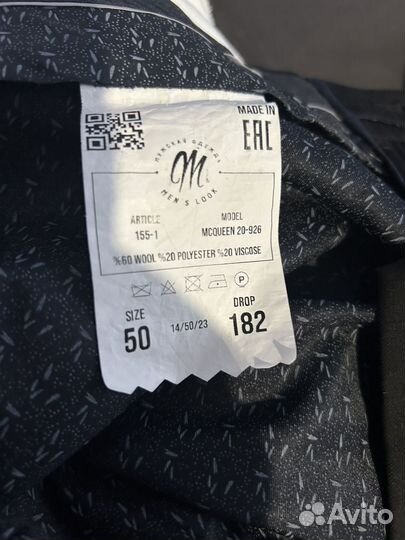 MADE IN
EAC
МУЖСКАЯ ОДЕЖДА
m
MEN'S LOOK
ARTICLE MODEL
155-1 MCQUEEN 20-926
%60 WOOL %20 POLYESTER %20 VISCOSE
P
SIZE DROP
50 14/50/23 182
Avito